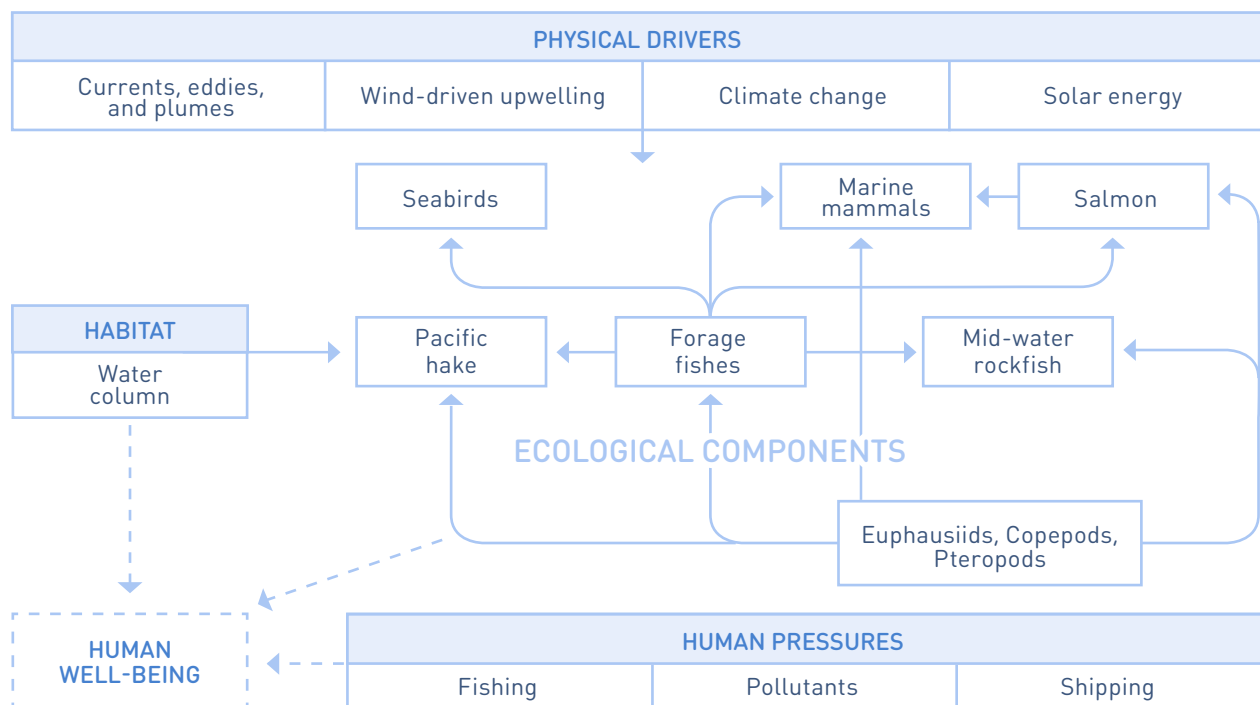 PHYSICAL DRIVERS
Currents, eddies,
and plumes
Wind-driven upwelling
Climate change
Solar energy
Seabirds
Marine
mammals
Salmon
HABITAT
Water
column
Pacific
hake
Forage
fishes
Mid-water
rockfish
ECOLOGICAL COMPONENTS
Euphausiids, Copepods,
Pteropods
HUMAN
WELL-BEING
HUMAN PRESSURES
Fishing
Pollutants
Shipping